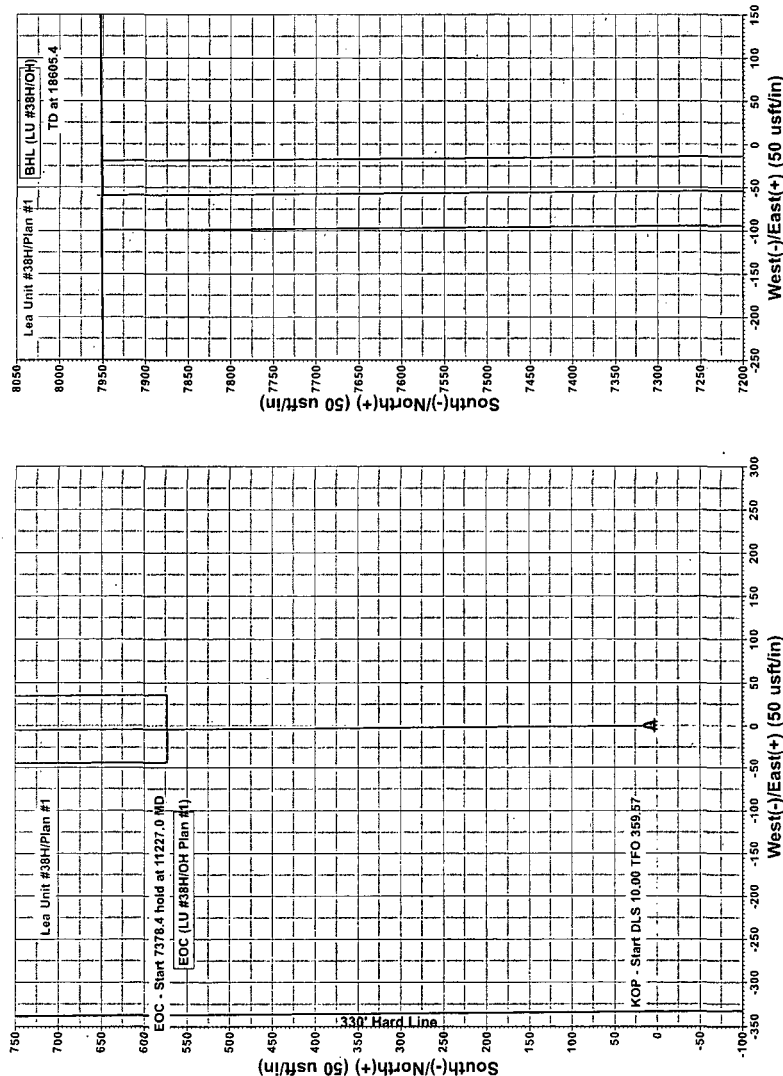 Lea Unit #38H/Plan #1
EOC - Start 7378.4 hold at 11227.0 MD
EOC (LU #38H/OH Plan #1)
KOP - Start DLS 10.00 TFO 359.57
330' Hard Line
South(-)/North(+) (50 usft/in)
750
700
650
600
550
500
450
400
350
300
250
200
150
100
50
0
-50
-100
-350 -300 -250 -200 -150 -100 -50 0 50 100 150 200 250 300
West(-)/East(+) (50 usft/in)
Lea Unit #38H/Plan #1
BHL (LU #38H/OH)
TD at 18605.4
South(-)/North(+) (50 usft/in)
8050
8000
7950
7900
7850
7800
7750
7700
7650
7600
7550
7500
7450
7400
7350
7300
7250
7200
-250 -200 -150 -100 -50 0 50 100 150
West(-)/East(+) (50 usft/in)